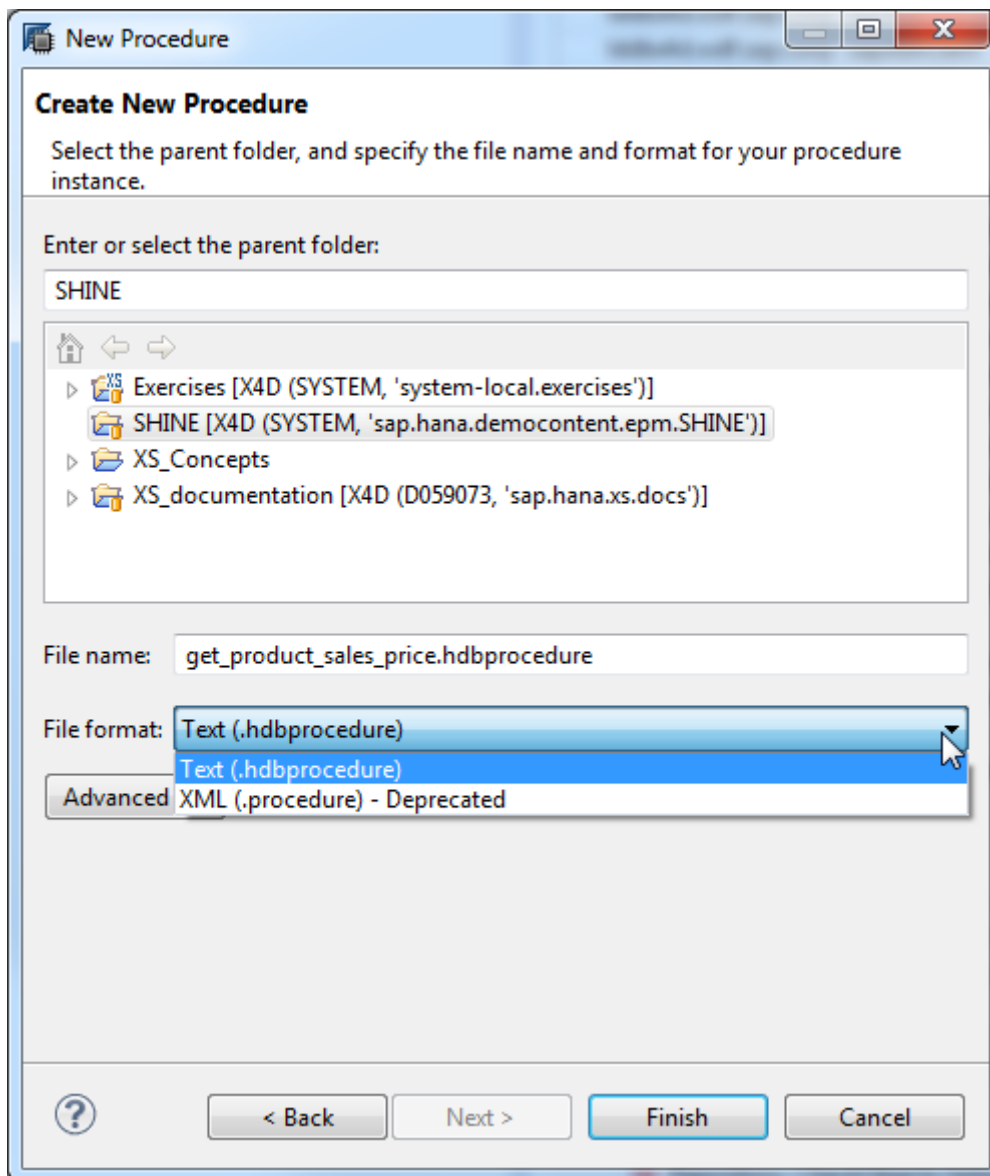 New Procedure
Create New Procedure
Select the parent folder, and specify the file name and format for your procedure
instance.
Enter or select the parent folder:
SHINE
Exercises [X4D (SYSTEM, 'system-local.exercises')]
SHINE [X4D (SYSTEM, 'sap.hana.democontent.epm.SHINE')]
XS_Concepts
XS_documentation [X4D (D059073, 'sap.hana.xs.docs')]
File name: get_product_sales_price.hdbprocedure
File format: Text (.hdbprocedure)
Text (.hdbprocedure)
Advanced XML (.procedure) - Deprecated
? < Back Next > Finish Cancel